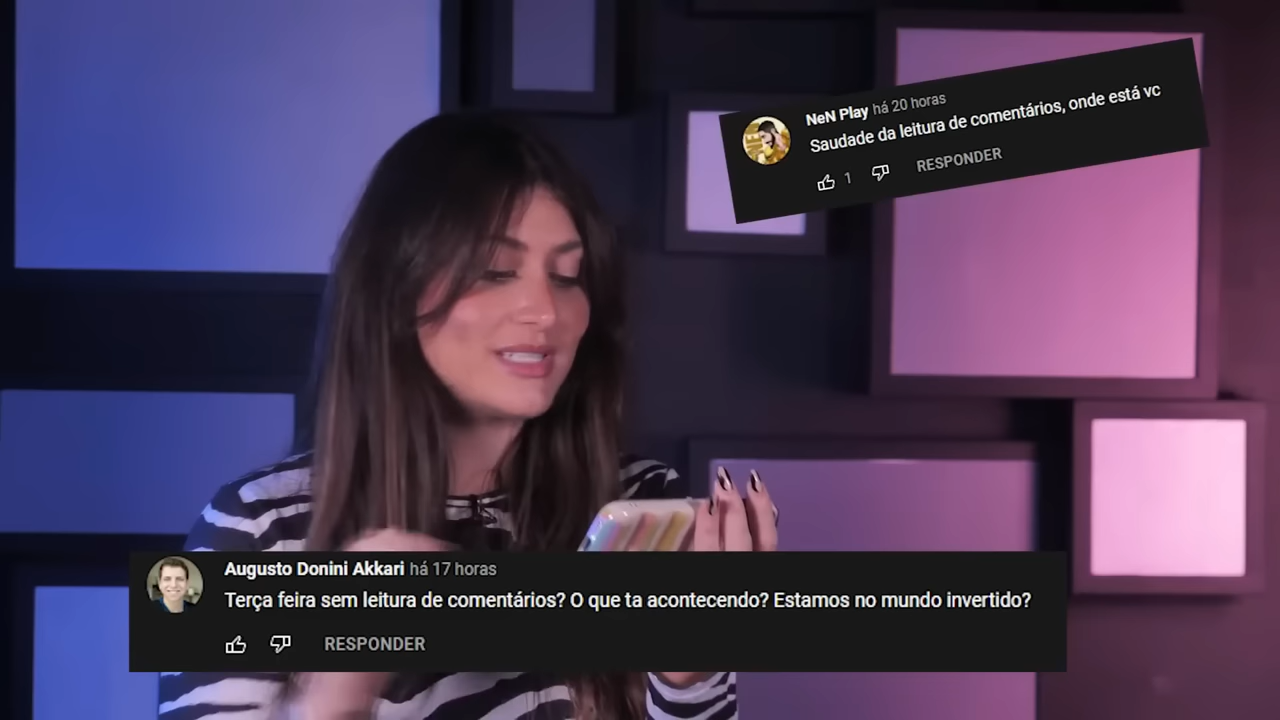 NeN Play há 20 horas
Saudade da leitura de comentários, onde está vc
1 RESPONDER
Augusto Donini Akkari há 17 horas
Terça feira sem leitura de comentários? O que ta acontecendo? Estamos no mundo invertido?
RESPONDER